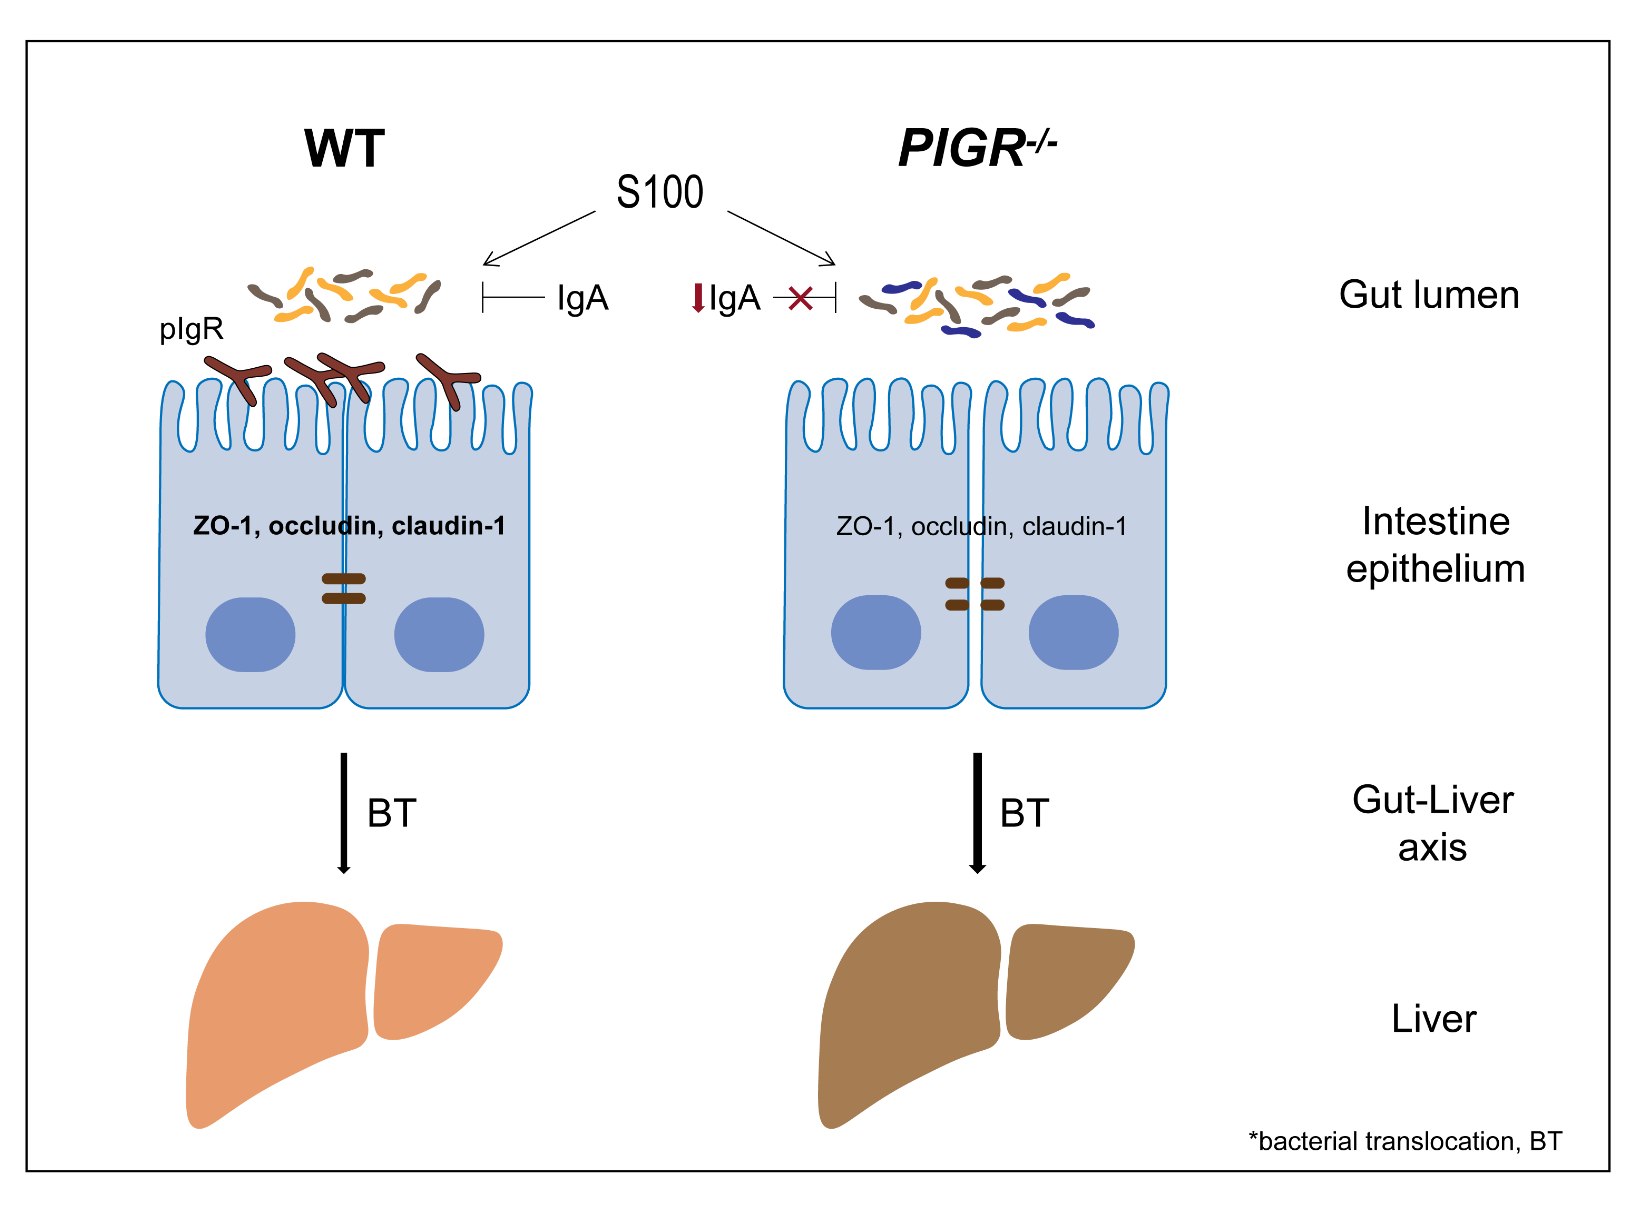 WT
PIGR-/-
S100
IgA
IgA
Gut lumen
pIgR
ZO-1, occludin, claudin-1
ZO-1, occludin, claudin-1
Intestine
epithelium
BT
BT
Gut-Liver
axis
Liver
*bacterial translocation, BT